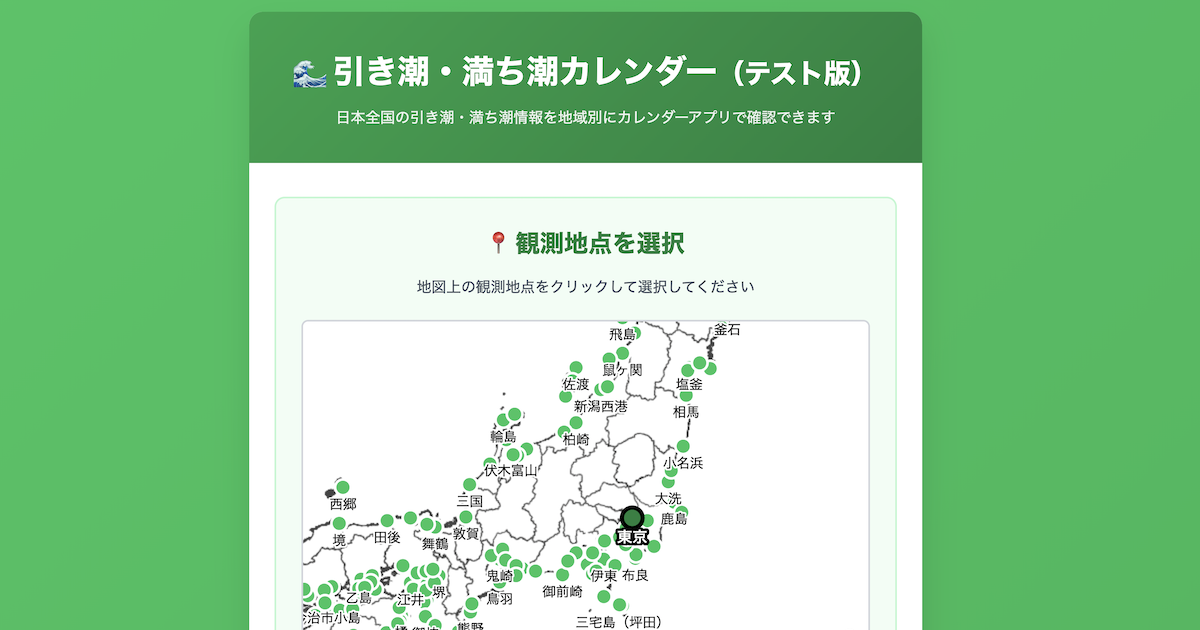 引き潮・満ち潮カレンダー（テスト版）
日本全国の引き潮・満ち潮情報を地域別にカレンダーアプリで確認できます
観測地点を選択
地図上の観測地点をクリックして選択してください
釜石
飛島
鼠ヶ関
佐渡
塩釜
新潟西港
相馬
輪島
柏崎
小名浜
伏木富山
大洗
三国
西郷
鹿島
敦賀
田後
境
舞鶴
東京
鬼崎
伊東
布良
御前崎
堺
乙島
江井
鳥羽
治市小島
三宅島（坪田）
熊野